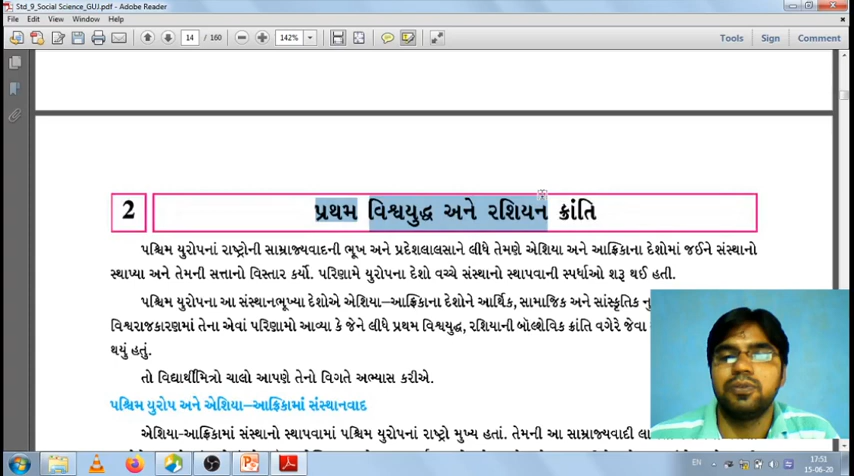 Std_9_Social Science_GUJ.pdf - Adobe Reader
File Edit View Window Help
14 / 160 142% Tools Sign Comment
2 પ્રથમ વિશ્વયુદ્ધ અને રશિયન ક્રાંતિ
પશ્ચિમ યુરોપનાં રાષ્ટ્રોની સામ્રાજ્યવાદની ભૂખ અને પ્રદેશલાલસાને લીધે તેમણે એશિયા અને આફ્રિકાના દેશોમાં જઈને સંસ્થાનો
સ્થાપ્યા અને તેમની સત્તાનો વિસ્તાર કર્યો. પરિણામે યુરોપના દેશો વચ્ચે સંસ્થાનો સ્થાપવાની સ્પર્ધાઓ શરૂ થઈ હતી.
પશ્ચિમ યુરોપના આ સંસ્થાનભૂખ્યા દેશોએ એશિયા–આફ્રિકાના દેશોને આર્થિક, સામાજિક અને સાંસ્કૃતિક
વિશ્વરાજકારણમાં તેના એવાં પરિણામો આવ્યા કે જેને લીધે પ્રથમ વિશ્વયુદ્ધ, રશિયાની બૉલ્શેવિક ક્રાંતિ વગેરે જેવા
થયું હતું.
તો વિદ્યાર્થીમિત્રો ચાલો આપણે તેનો વિગતે અભ્યાસ કરીએ.
પશ્ચિમ યુરોપ અને એશિયા–આફ્રિકામાં સંસ્થાનવાદ
એશિયા-આફ્રિકામાં સંસ્થાનો સ્થાપવામાં પશ્ચિમ યુરોપનાં રાષ્ટ્રો મુખ્ય હતાં. તેમની આ સામ્રાજ્યવાદી
EN 17:51
15-06-20